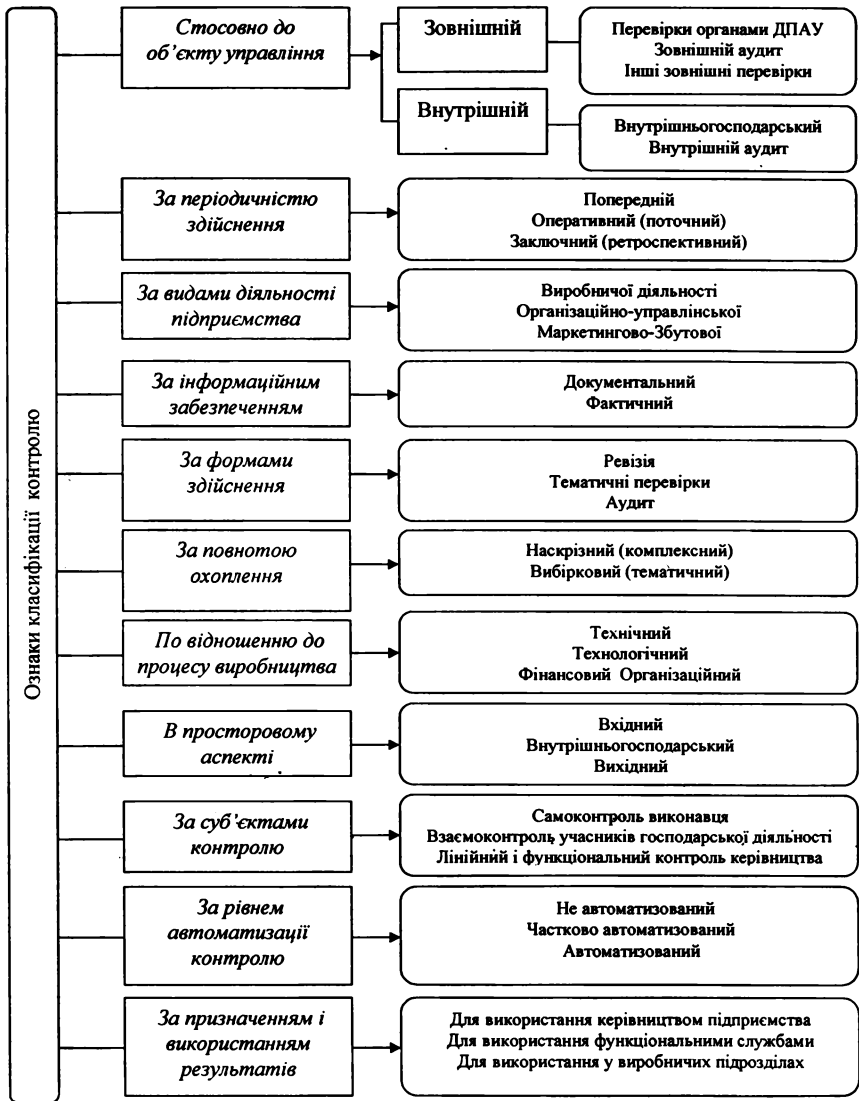 Ознаки класифікації контролю
Стосовно до
об’єкту управління
Зовнішній
Перевірки органами ДПАУ
Зовнішній аудит
Інші зовнішні перевірки
Внутрішній
Внутрішньогосподарський
Внутрішній аудит
За періодичністю
здійснення
Попередній
Оперативний (поточний)
Заключний (ретроспективний)
За видами діяльності
підприємства
Виробничої діяльності
Організаційно-управлінської
Маркетингово-Збутової
За інформаційним
забезпеченням
Документальний
Фактичний
За формами
здійснення
Ревізія
Тематичні перевірки
Аудит
За повнотою
охоплення
Наскрізний (комплексний)
Вибірковий (тематичний)
По відношенню до
процесу виробництва
Технічний
Технологічний
Фінансовий Організаційний
В просторовому
аспекті
Вхідний
Внутрішньогосподарський
Вихідний
За суб’єктами
контролю
Самоконтроль виконавця
Взаємоконтроль учасників господарської діяльності
Лінійний і функціональний контроль керівництва
За рівнем
автоматизації
контролю
Не автоматизований
Частково автоматизований
Автоматизований
За призначенням і
використанням
результатів
Для використання керівництвом підприємства
Для використання функціональними службами
Для використання у виробничих підрозділах